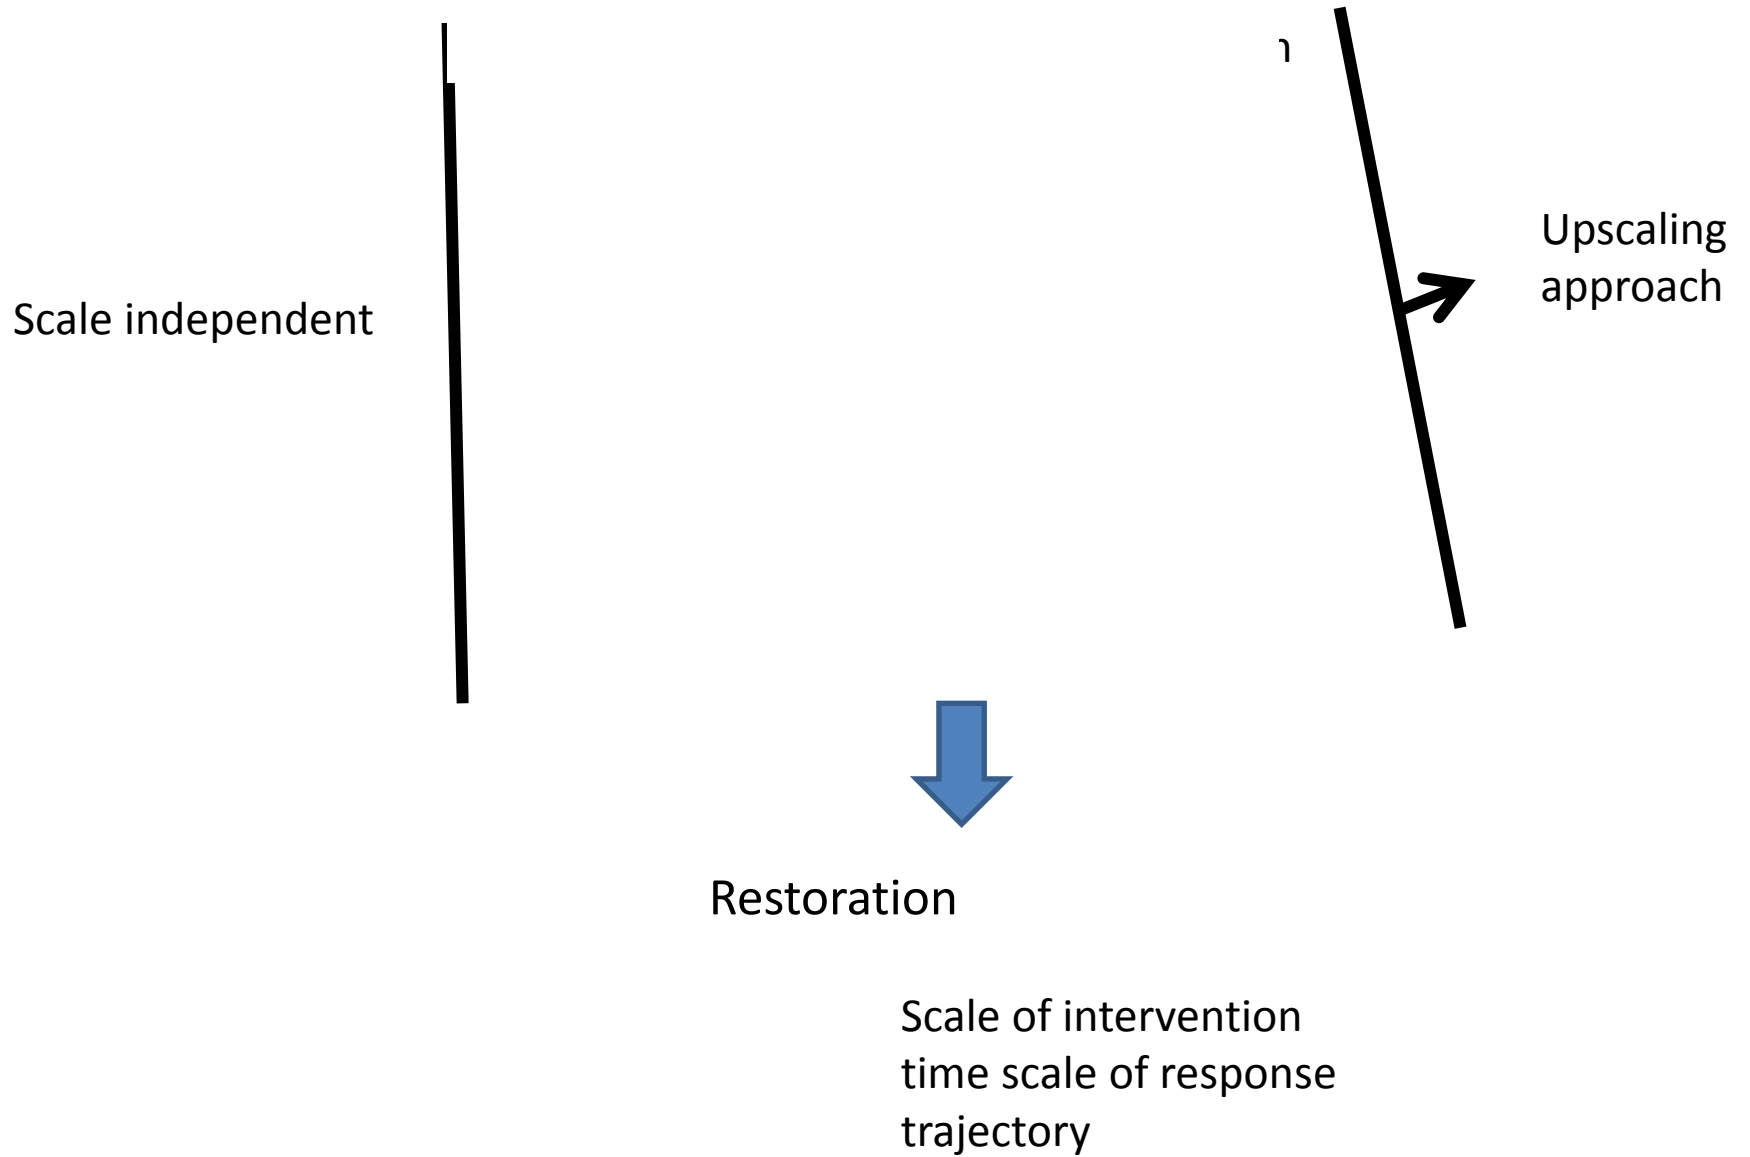 Scale independent
Upscaling
approach
Restoration
Scale of intervention
time scale of response
trajectory